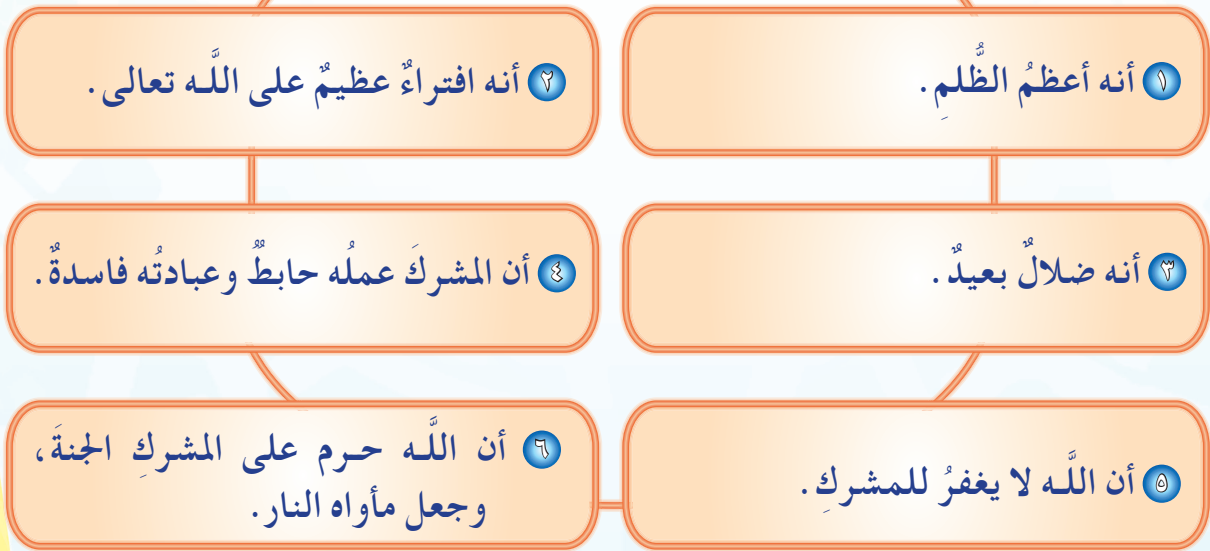 ١ أنه أعظمُ الظُّلمِ.
٢ أنه افتراءٌ عظيمٌ على اللَّه تعالى.
٣ أنه ضلالٌ بعيدٌ.
٤ أن المشركَ عملُه حابطٌ وعبادتُه فاسدةٌ.
٥ أن اللَّه لا يغفرُ للمشركِ.
٦ أن اللَّه حرم على المشركِ الجنةَ،
وجعل مأواه النار.